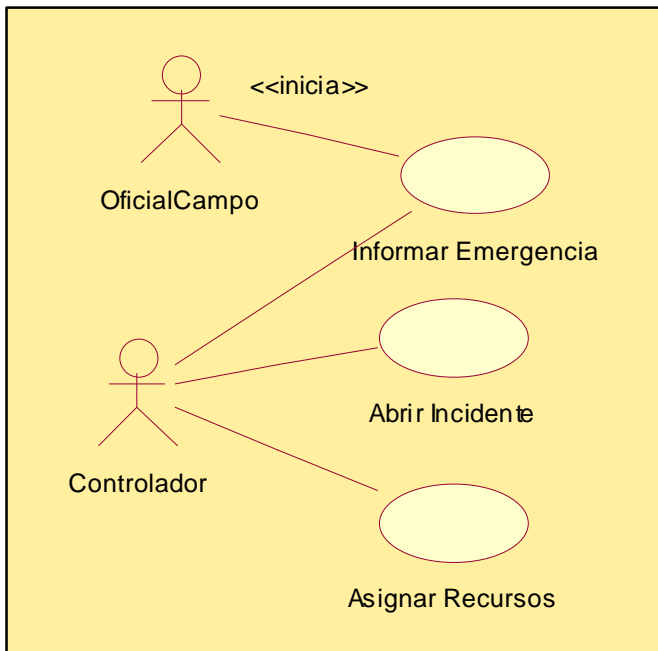 <<inicia>>
OficialCampo
Informar Emergencia
Abrir Incidente
Controlador
Asignar Recursos